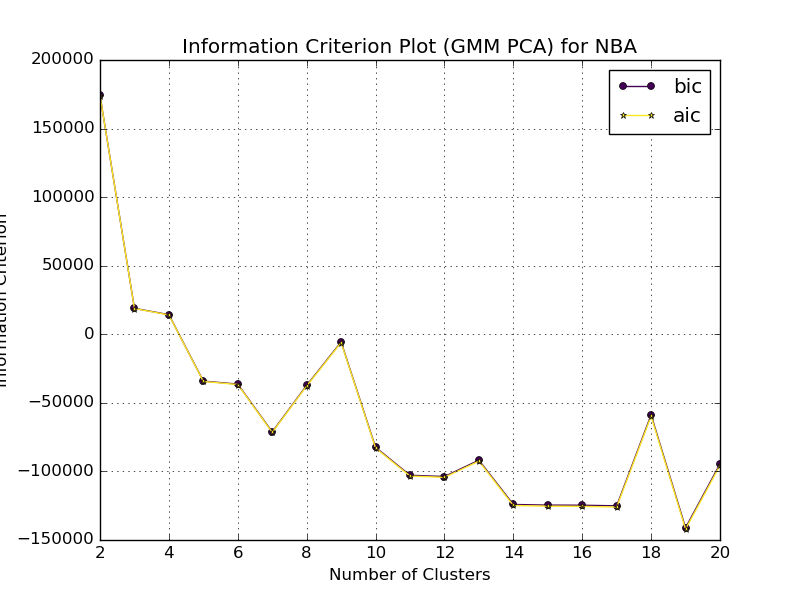 Information Criterion Plot (GMM PCA) for NBA
200000
150000
100000
50000
0
−50000
−100000
−150000
Information Criterion
bic
aic
2 4 6 8 10 12 14 16 18 20
Number of Clusters